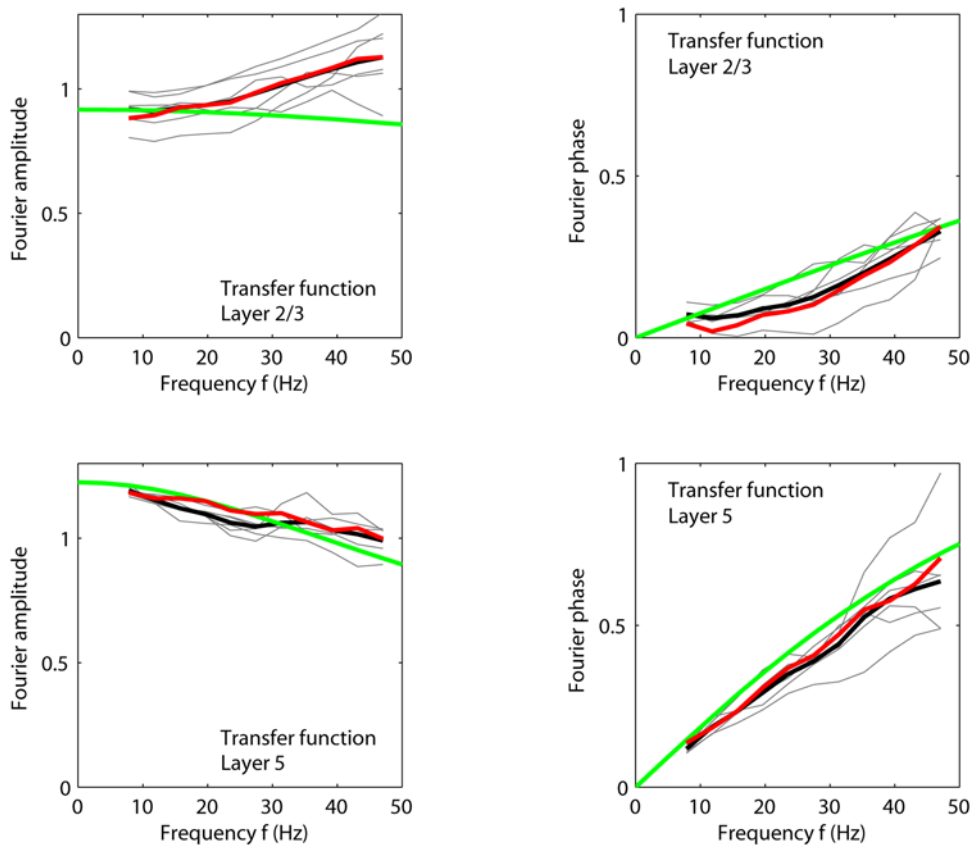 Fourier amplitude
1
0.5
0
Transfer function
Layer 2/3
0 10 20 30 40 50
Frequency f (Hz)
Fourier phase
1
0.5
0
Transfer function
Layer 2/3
0 10 20 30 40 50
Frequency f (Hz)
Fourier amplitude
1
0.5
0
Transfer function
Layer 5
0 10 20 30 40 50
Frequency f (Hz)
Fourier phase
1
0.5
0
Transfer function
Layer 5
0 10 20 30 40 50
Frequency f (Hz)